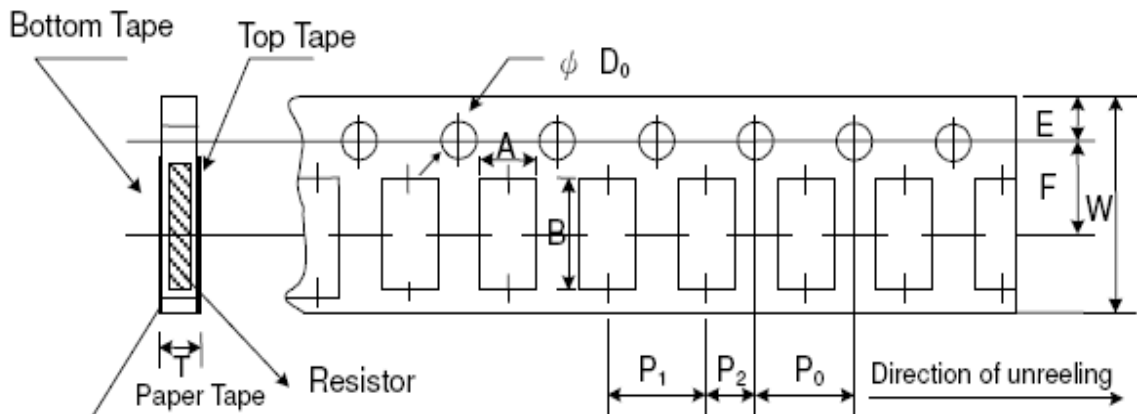 Bottom Tape
Top Tape
ϕ D₀
E
A
F
W
B
T
P₁
P₂
P₀
Direction of unreeling
Resistor
Paper Tape